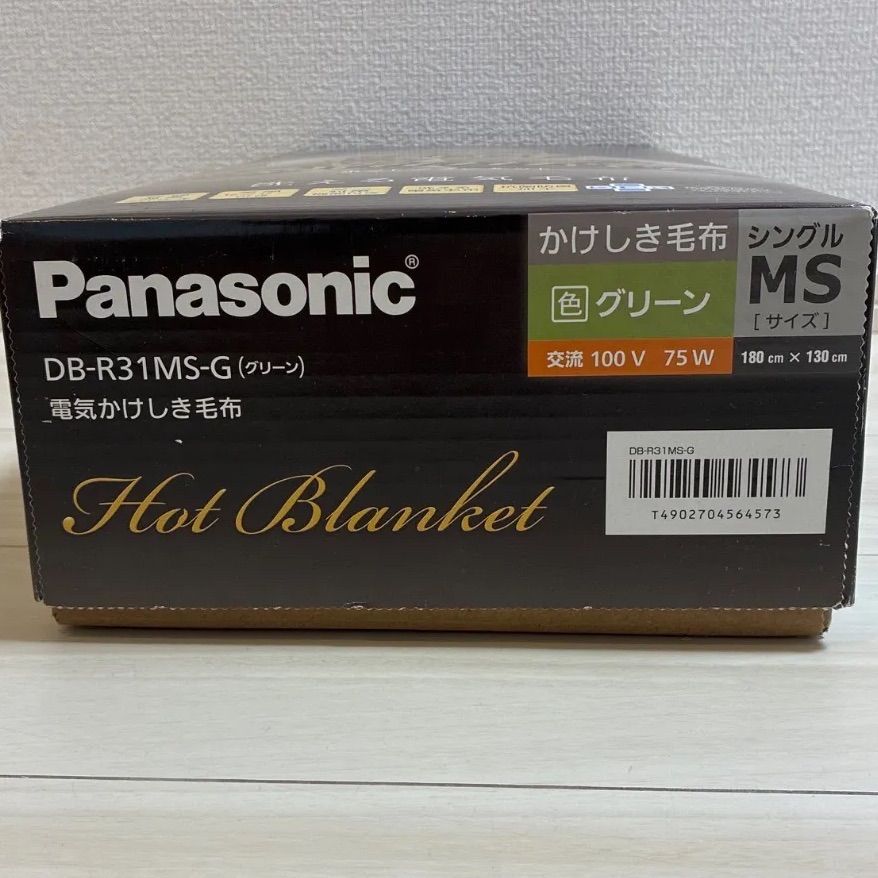 Panasonic®
DB-R31MS-G(グリーン)
電気かけしき毛布
Hot Blanket
かけしき毛布
色 グリーン
交流 100 V 75 W
シングル
MS
[サイズ]
180 cm × 130 cm
DB-R31MS-G
T4902704564573